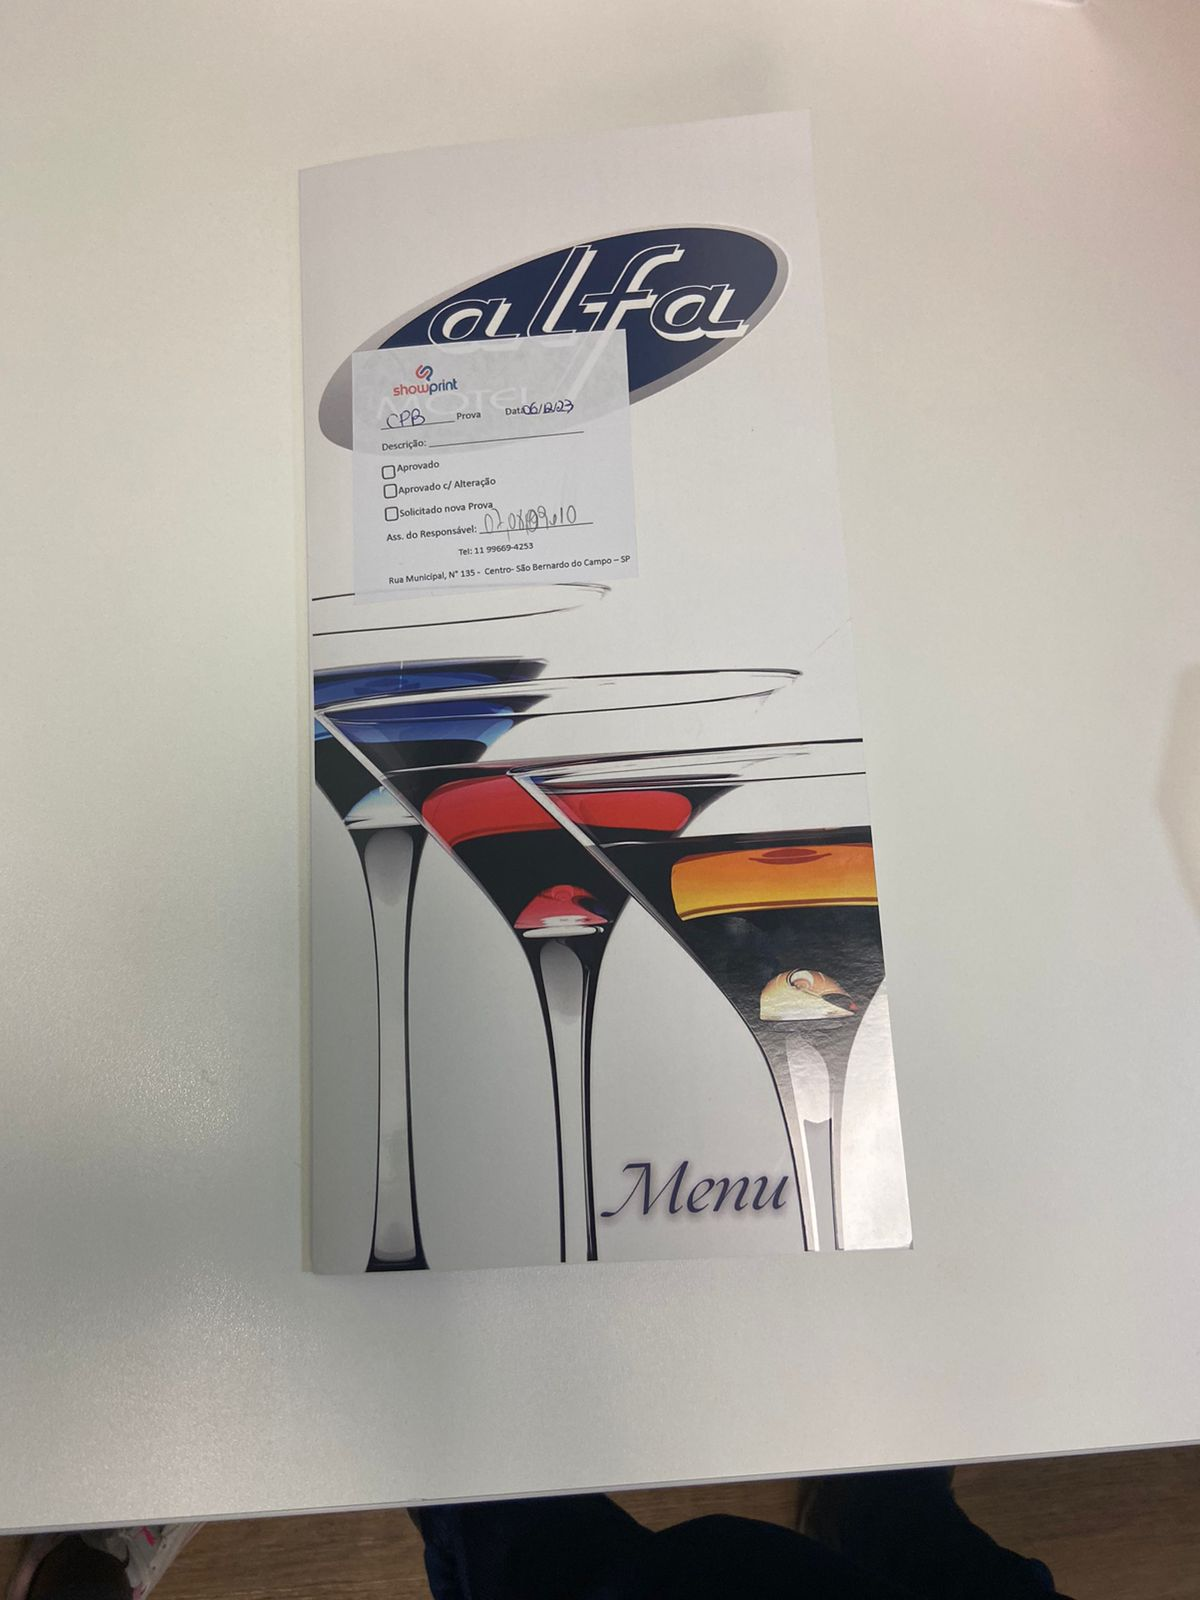 alfa
MOTEL
showprint
CPB Prova Data 06/12/23
Descrição:
Aprovado
Aprovado c/ Alteração
Solicitado nova Prova
Ass. do Responsável:
Tel: 11 99669-4253
Rua Municipal, N° 135 - Centro- São Bernardo do Campo – SP
Menu